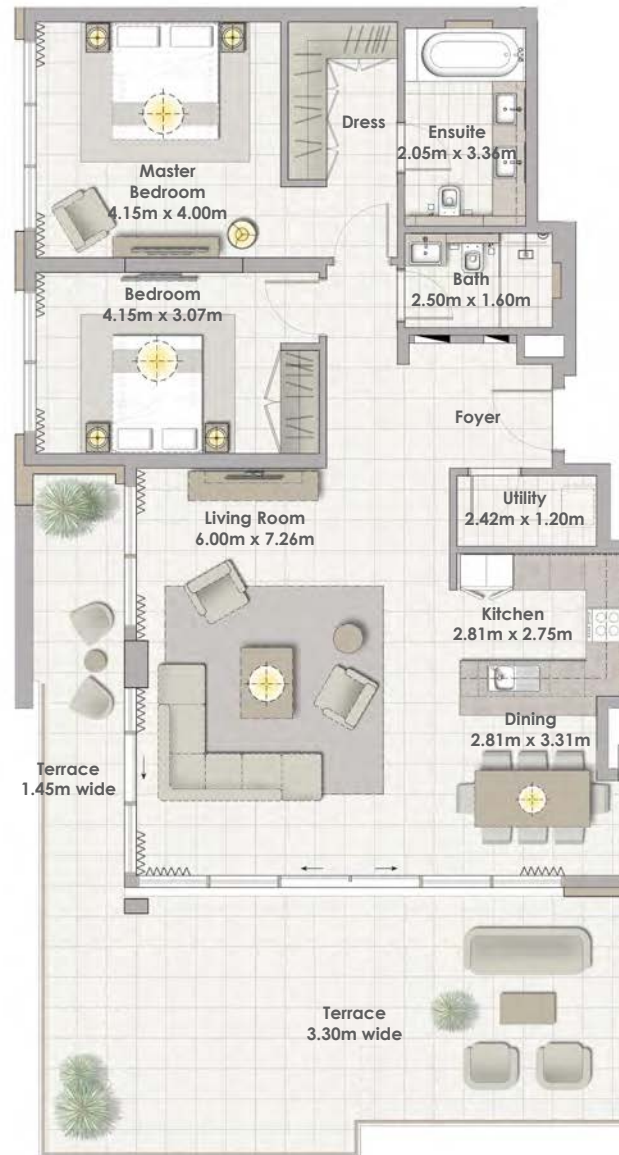 Dress
Ensuite
2.05m x 3.36m
Master
Bedroom
4.15m x 4.00m
Bath
2.50m x 1.60m
Bedroom
4.15m x 3.07m
Foyer
Utility
2.42m x 1.20m
Living Room
6.00m x 7.26m
Kitchen
2.81m x 2.75m
Dining
2.81m x 3.31m
Terrace
1.45m wide
Terrace
3.30m wide